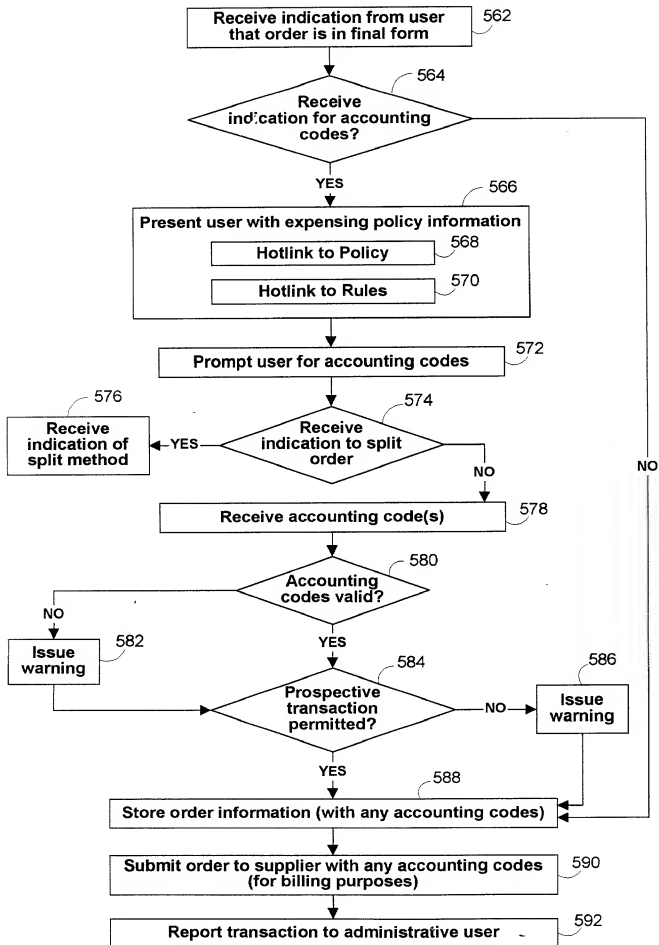 Receive indication from user
that order is in final form
562
564
Receive
indication for accounting
codes?
YES
566
Present user with expensing policy information
Hotlink to Policy
568
Hotlink to Rules
570
Prompt user for accounting codes
572
576
574
Receive
indication of
split method
YES
Receive
indication to split
order
NO
NO
Receive accounting code(s)
578
580
Accounting
codes valid?
NO
YES
582
Issue
warning
584
586
Prospective
transaction
permitted?
NO
Issue
warning
YES
588
Store order information (with any accounting codes)
Submit order to supplier with any accounting codes
(for billing purposes)
590
Report transaction to administrative user
592